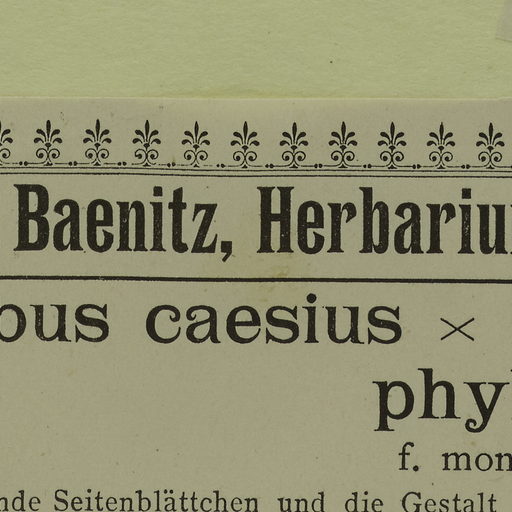 Baenitz, Herbariu
bus caesius ×
phy
f. mon
nde Seitenblättchen und die Gestalt